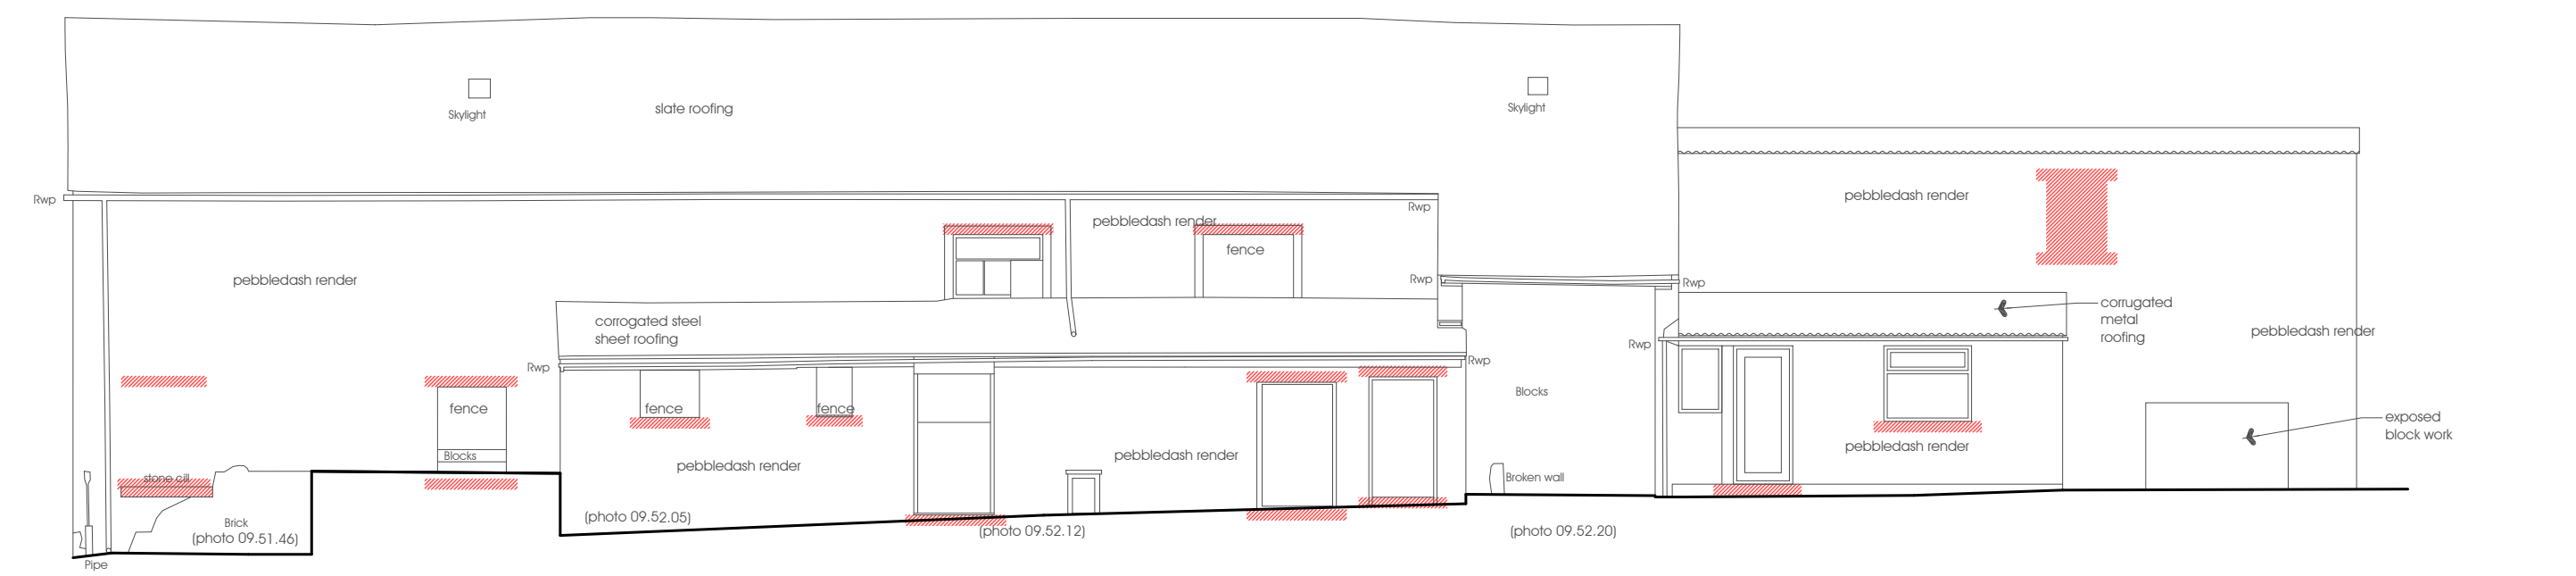 Skylight
slate roofing
Skylight
Rwp
pebbledash render
Rwp
pebbledash render
fence
pebbledash render
Rwp
Rwp
corrugated
metal
roofing
corrogated steel
sheet roofing
pebbledash render
Rwp
Rwp
Rwp
Blocks
fence
fence
fence
exposed
block work
pebbledash render
Blocks
pebbledash render
pebbledash render
stone cill
Broken wall
Brick
(photo 09.51.46)
(photo 09.52.05)
(photo 09.52.12)
(photo 09.52.20)
Pipe